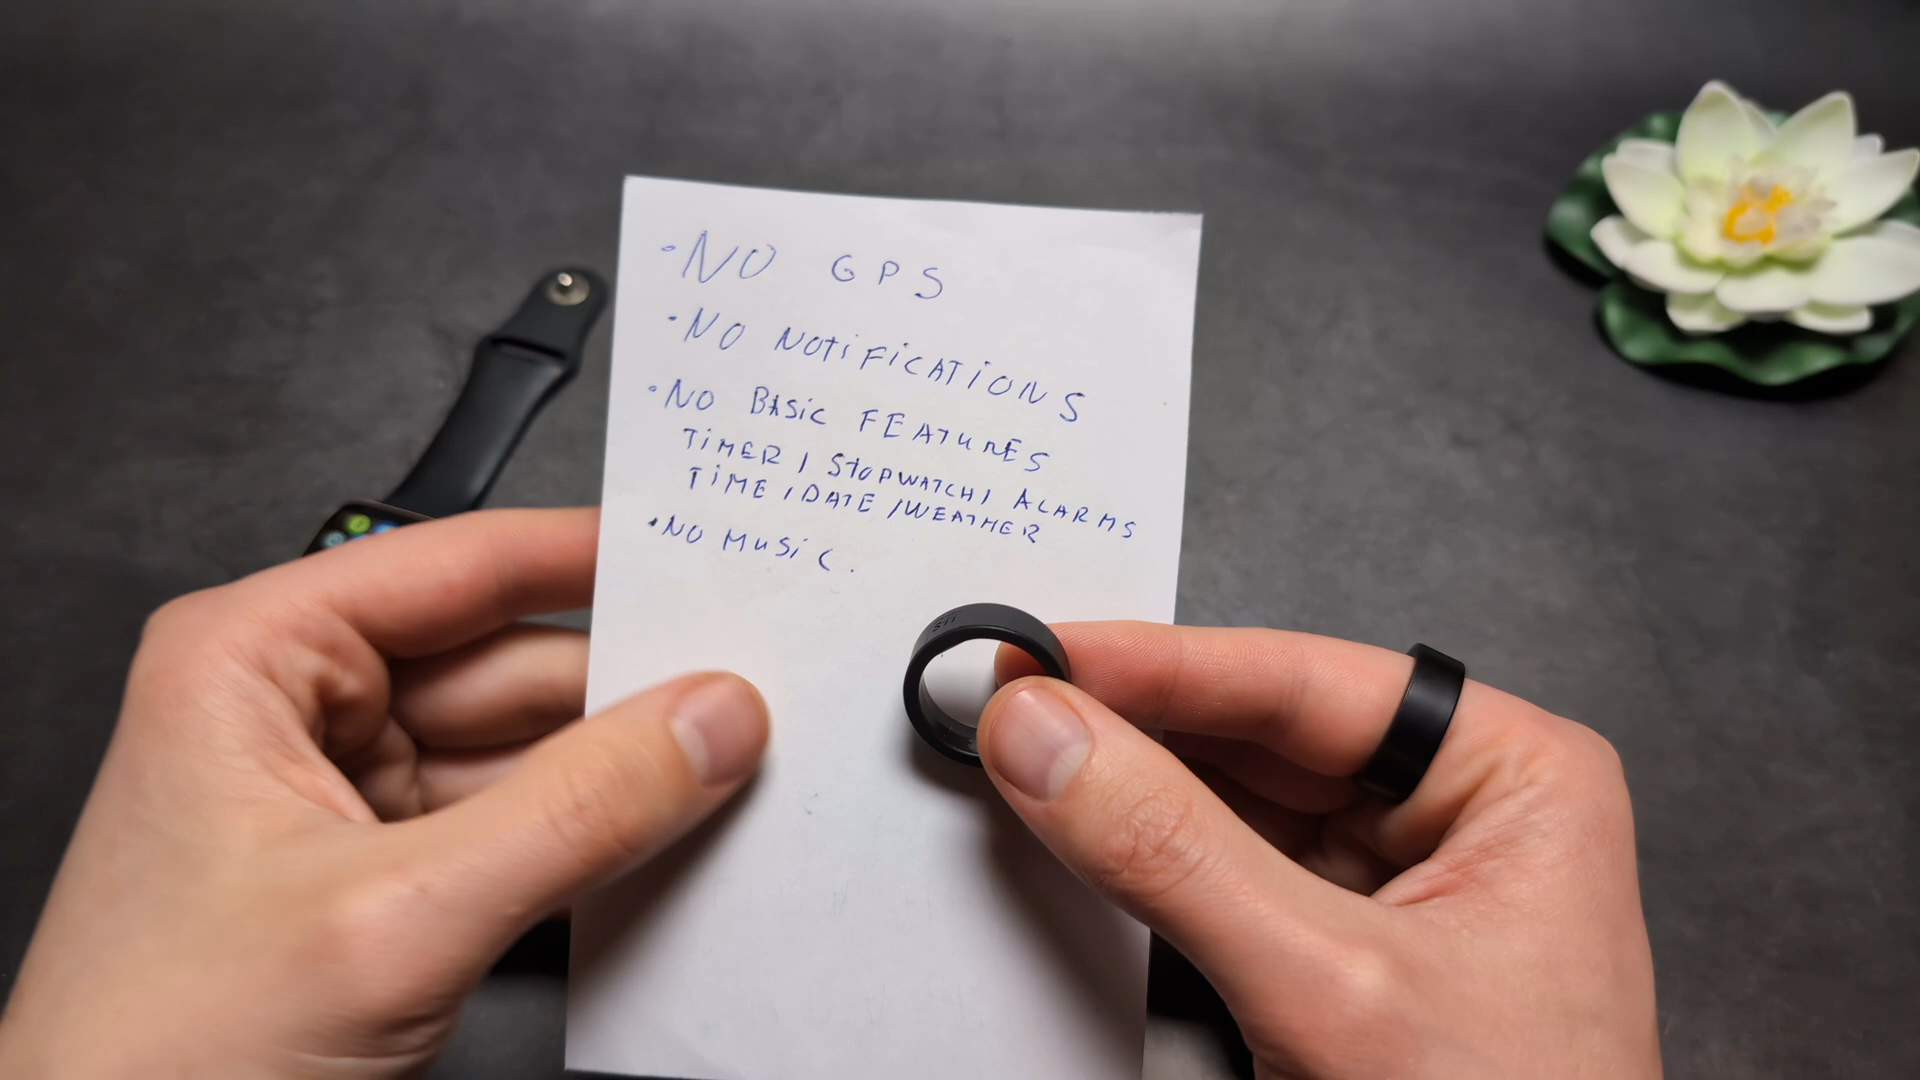 • NO GPS
• NO NOTiFiCATiONS
• NO BASiC FEATURES
TiMER / STOPWATCH / ALARMS
TiME / DATE / WEATHER
• NO MUSiC.